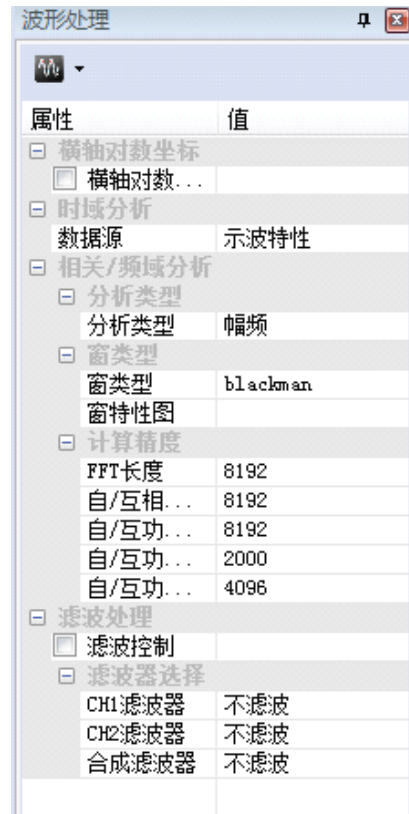 波形处理
属性 值
横轴对数坐标
横轴对数...
时域分析
数据源 示波特性
相关/频域分析
分析类型
分析类型 幅频
窗类型
窗类型 blackman
窗特性图
计算精度
FFT长度 8192
自/互相... 8192
自/互功... 8192
自/互功... 2000
自/互功... 4096
滤波处理
滤波控制
滤波器选择
CH1滤波器 不滤波
CH2滤波器 不滤波
合成滤波器 不滤波